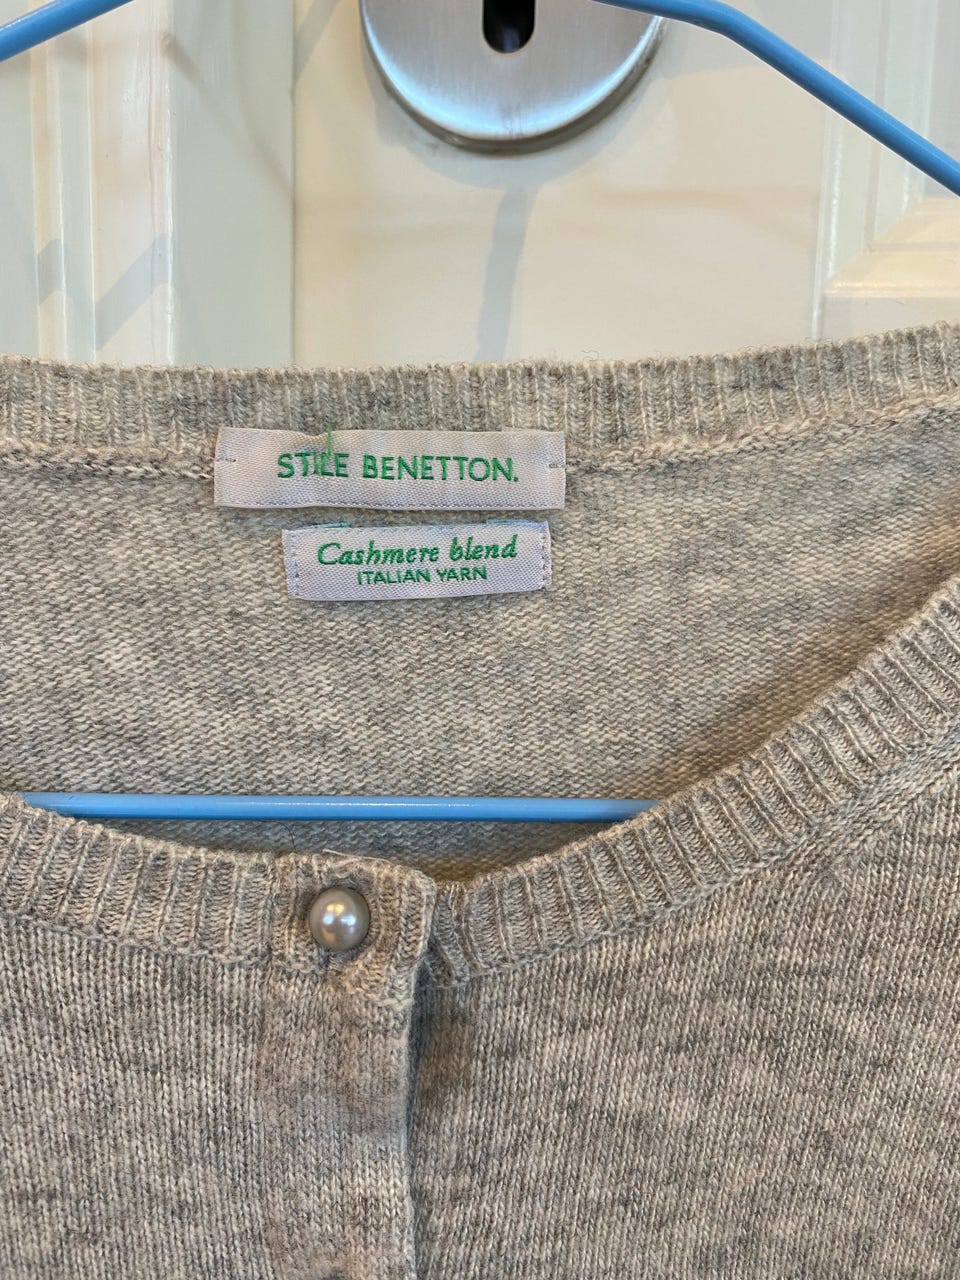 STILE BENETTON.
Cashmere blend
ITALIAN YARN